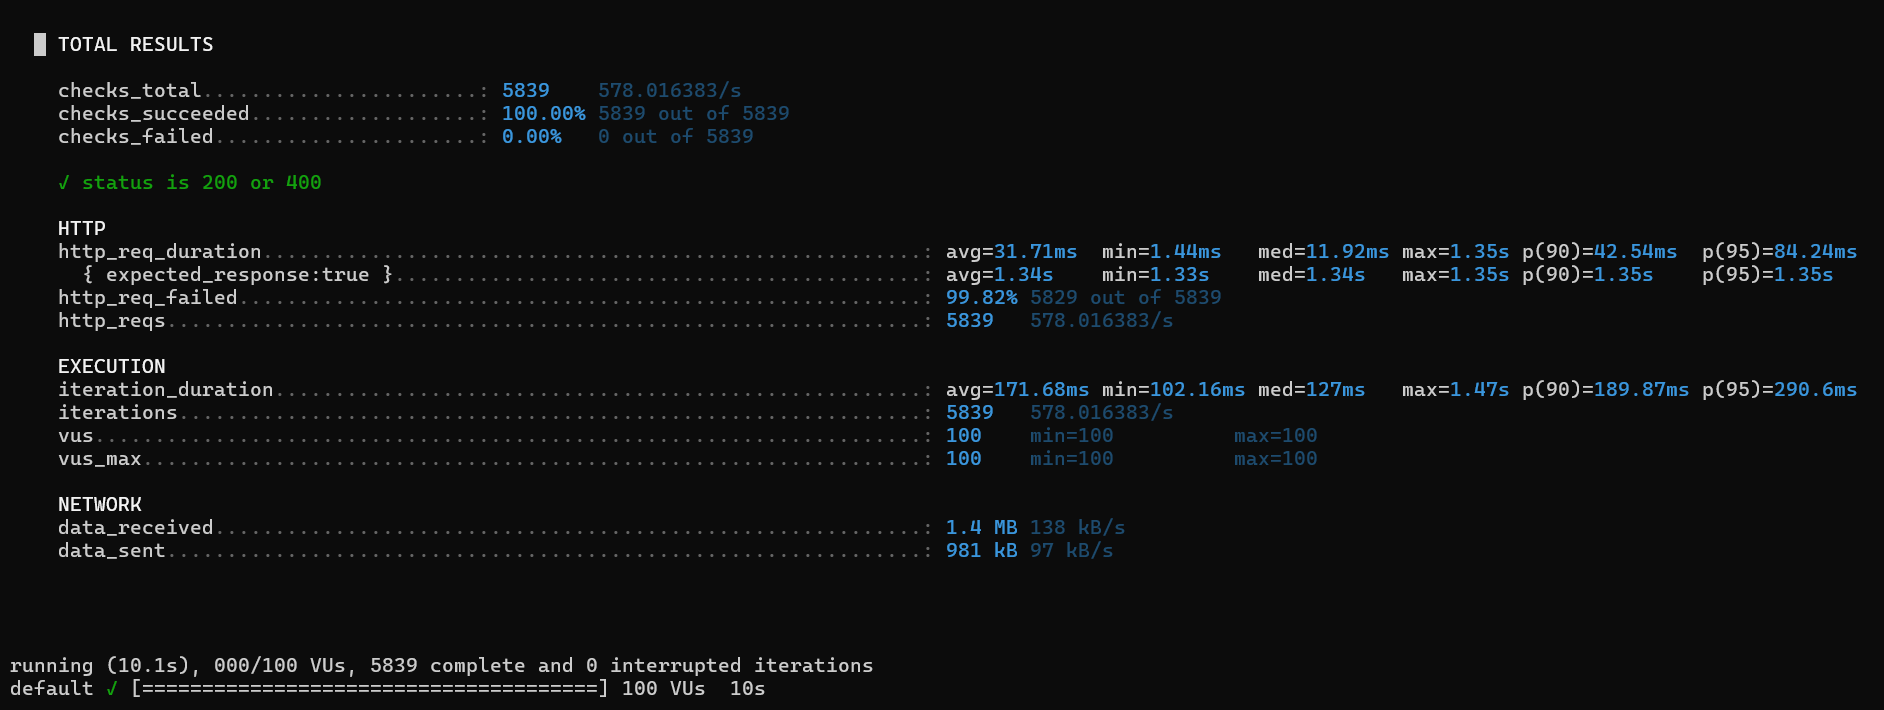 TOTAL RESULTS
checks_total.......................: 5839    578.016383/s
checks_succeeded...................: 100.00% 5839 out of 5839
checks_failed......................: 0.00%   0 out of 5839
✓ status is 200 or 400
HTTP
http_req_duration.......................................................: avg=31.71ms  min=1.44ms   med=11.92ms max=1.35s p(90)=42.54ms  p(95)=84.24ms
{ expected_response:true }............................................: avg=1.34s    min=1.33s    med=1.34s   max=1.35s p(90)=1.35s    p(95)=1.35s
http_req_failed.........................................................: 99.82% 5829 out of 5839
http_reqs...............................................................: 5839   578.016383/s
EXECUTION
iteration_duration......................................................: avg=171.68ms min=102.16ms med=127ms   max=1.47s p(90)=189.87ms p(95)=290.6ms
iterations..............................................................: 5839   578.016383/s
vus.....................................................................: 100    min=100          max=100
vus_max.................................................................: 100    min=100          max=100
NETWORK
data_received...........................................................: 1.4 MB 138 kB/s
data_sent...............................................................: 981 kB 97 kB/s
running (10.1s), 000/100 VUs, 5839 complete and 0 interrupted iterations
default ✓ [======================================] 100 VUs  10s